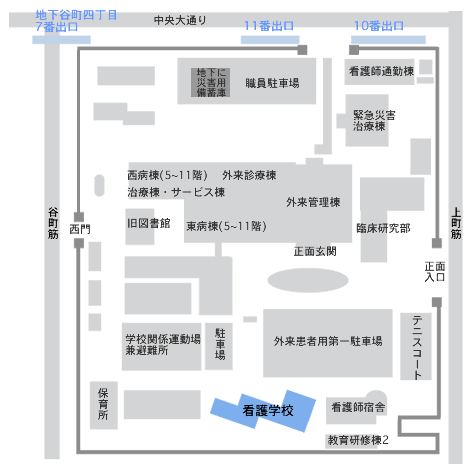 地下谷町四丁目
7番出口
中央大通り
11番出口
10番出口
地下に
災害用
備蓄庫
職員駐車場
看護師通勤棟
緊急災害
治療棟
西病棟(5~11階)
外来診療棟
治療棟・サービス棟
外来管理棟
谷町筋
西門
旧図書館
東病棟(5~11階)
臨床研究部
上町筋
正面玄関
正面
入口
学校関係運動場
兼避難所
駐車場
外来患者用第一駐車場
テニスコート
保育所
看護学校
看護師宿舎
教育研修棟2